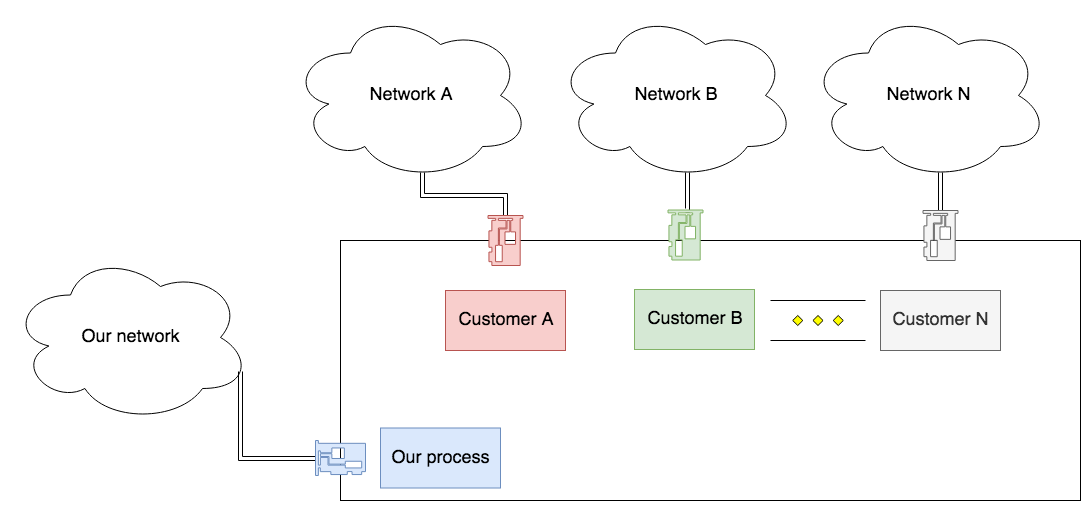 Network A
Network B
Network N
Customer A
Customer B
Customer N
Our network
Our process